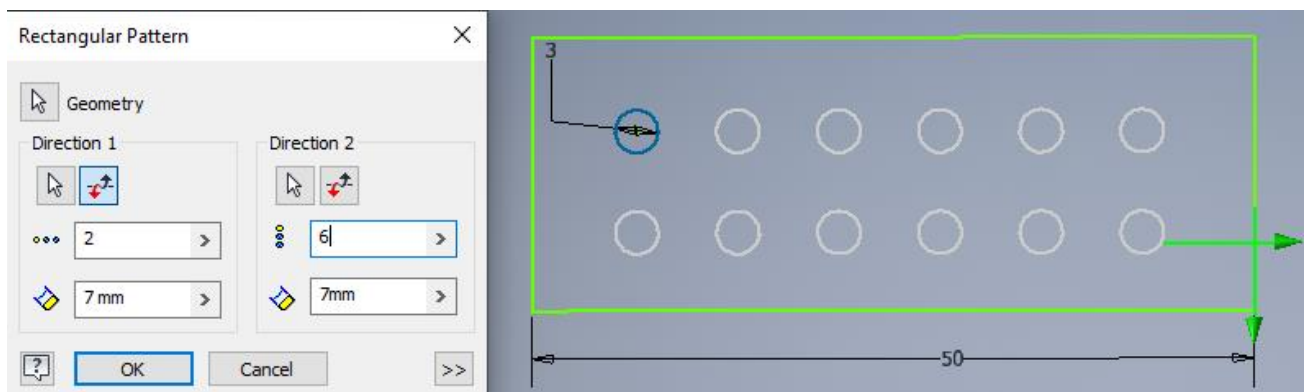 Rectangular Pattern
Geometry
Direction 1
Direction 2
2
6
7 mm
7mm
OK
Cancel
>>
3
50